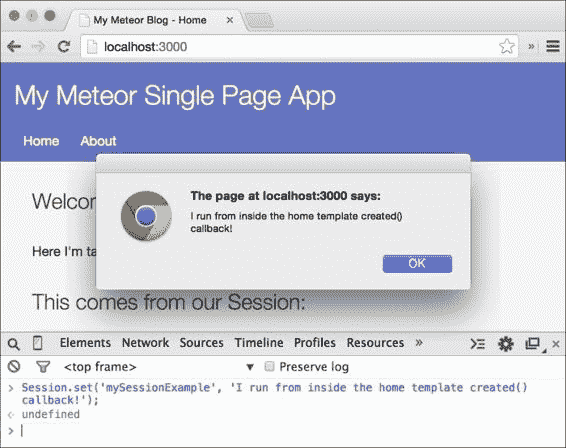 My Meteor Blog - Home
localhost:3000
My Meteor Single Page App
Home About
Welcom
Here I'm ta
This comes from our Session:
The page at localhost:3000 says:
I run from inside the home template created()
callback!
OK
Elements Network Sources Timeline Profiles Resources »
<top frame> Preserve log
> Session.set('mySessionExample', 'I run from inside the home template created()
callback!');
undefined